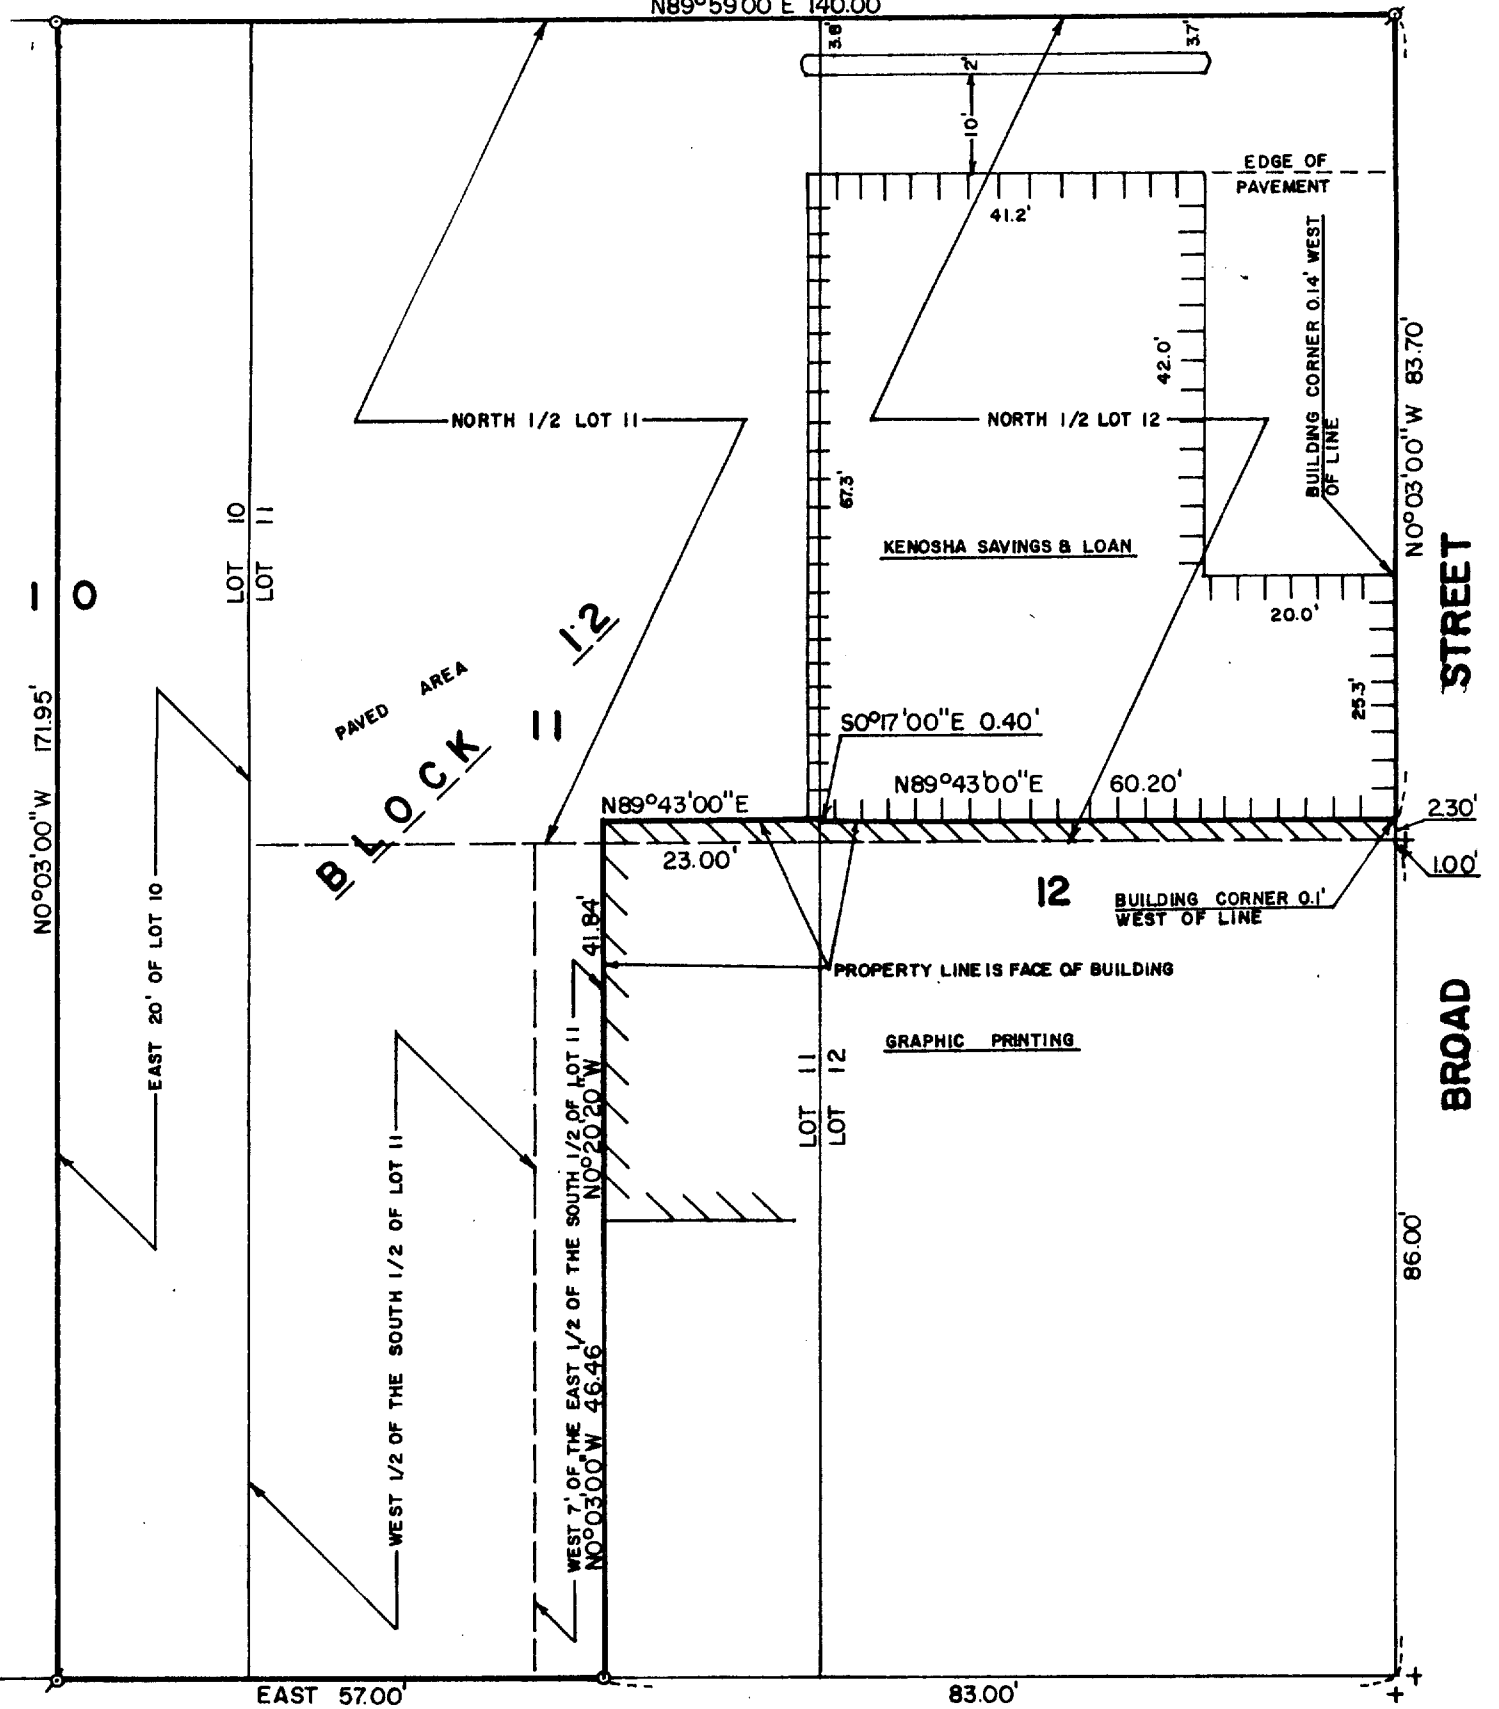 N89°59'00"E 140.00'
3.8'
3.7'
2'
10'
EDGE OF
PAVEMENT
41.2'
BUILDING CORNER 0.14' WEST
OF LINE
42.0'
N0°03'00"W 83.70'
NORTH 1/2 LOT 11
NORTH 1/2 LOT 12
67.3'
LOT 10
LOT 11
KENOSHA SAVINGS & LOAN
10
20.0'
STREET
BLOCK 12
PAVED AREA
11
25.3'
N0°03'00"W 171.95'
S0°17'00"E 0.40'
N89°43'00"E 60.20'
N89°43'00"E
23.00'
2.30'
1.00'
12
BUILDING CORNER 0.1'
WEST OF LINE
EAST 20' OF LOT 10
N0°20'20"W 41.84'
PROPERTY LINE IS FACE OF BUILDING
GRAPHIC PRINTING
BROAD
LOT 11
LOT 12
WEST 1/2 OF THE SOUTH 1/2 OF LOT 11
WEST 7' OF THE EAST 1/2 OF THE SOUTH 1/2 OF LOT 11
N0°03'00"W 46.46'
86.00'
EAST 57.00'
83.00'